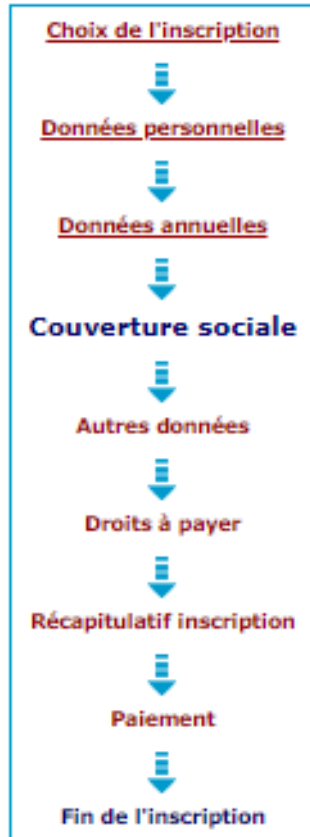 Choix de l'inscription
Données personnelles
Données annuelles
Couverture sociale
Autres données
Droits à payer
Récapitulatif inscription
Paiement
Fin de l'inscription